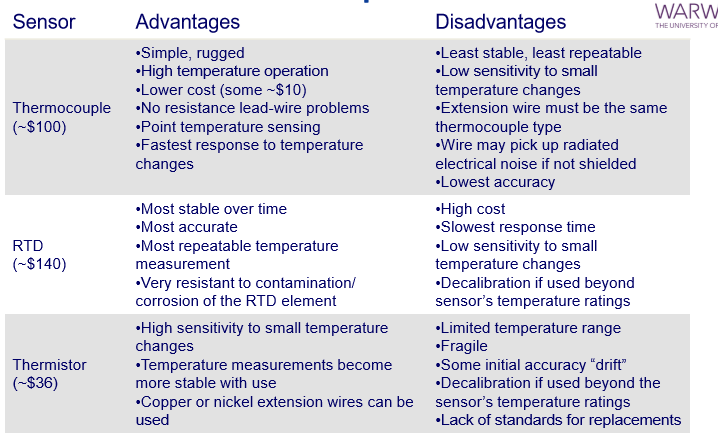 WARW
THE UNIVERSITY OF
Sensor
Advantages
Disadvantages
Thermocouple
(~$100)
•Simple, rugged
•High temperature operation
•Lower cost (some ~$10)
•No resistance lead-wire problems
•Point temperature sensing
•Fastest response to temperature
changes
•Least stable, least repeatable
•Low sensitivity to small
temperature changes
•Extension wire must be the same
thermocouple type
•Wire may pick up radiated
electrical noise if not shielded
•Lowest accuracy
RTD
(~$140)
•Most stable over time
•Most accurate
•Most repeatable temperature
measurement
•Very resistant to contamination/
corrosion of the RTD element
•High cost
•Slowest response time
•Low sensitivity to small
temperature changes
•Decalibration if used beyond
sensor’s temperature ratings
Thermistor
(~$36)
•High sensitivity to small temperature
changes
•Temperature measurements become
more stable with use
•Copper or nickel extension wires can be
used
•Limited temperature range
•Fragile
•Some initial accuracy “drift”
•Decalibration if used beyond the
sensor’s temperature ratings
•Lack of standards for replacements